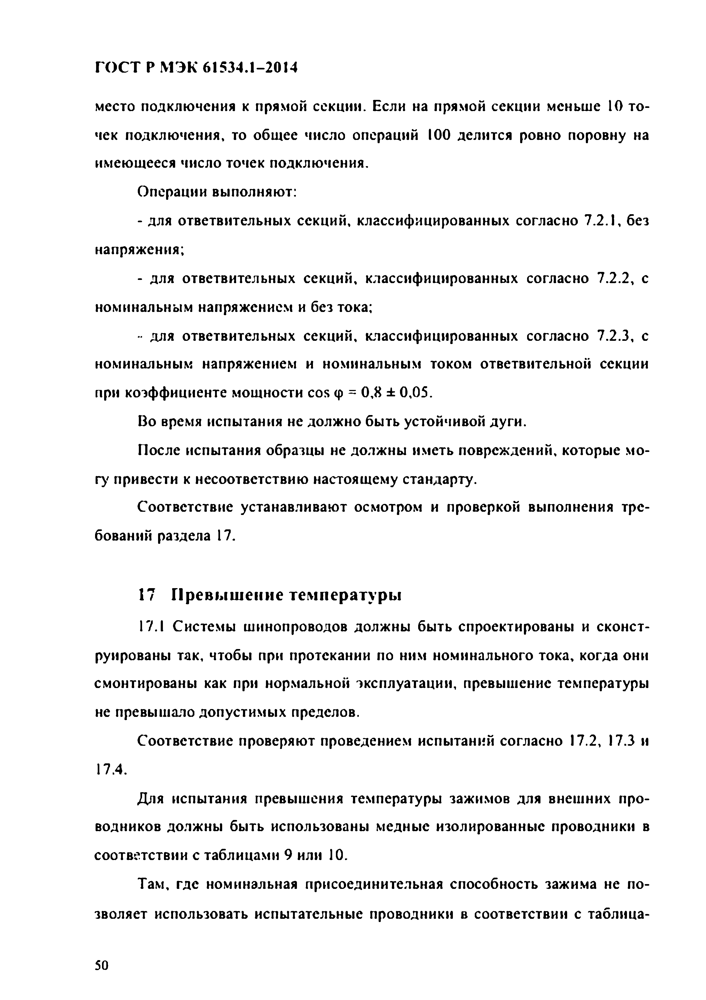 ГОСТ Р МЭК 61534.1–2014
место подключения к прямой секции. Если на прямой секции меньше 10 то-
чек подключения, то общее число операций 100 делится ровно поровну на
имеющееся число точек подключения.
Операции выполняют:
- для ответвительных секций, классифицированных согласно 7.2.1, без
напряжения;
- для ответвительных секций, классифицированных согласно 7.2.2, с
номинальным напряжением и без тока;
- для ответвительных секций, классифицированных согласно 7.2.3, с
номинальным напряжением и номинальным током ответвительной секции
при коэффициенте мощности cos φ = 0,8 ± 0,05.
Во время испытания не должно быть устойчивой дуги.
После испытания образцы не должны иметь повреждений, которые мо-
гу привести к несоответствию настоящему стандарту.
Соответствие устанавливают осмотром и проверкой выполнения тре-
бований раздела 17.
17 Превышение температуры
17.1 Системы шинопроводов должны быть спроектированы и сконст-
руированы так, чтобы при протекании по ним номинального тока, когда они
смонтированы как при нормальной эксплуатации, превышение температуры
не превышало допустимых пределов.
Соответствие проверяют проведением испытаний согласно 17.2, 17.3 и
17.4.
Для испытания превышения температуры зажимов для внешних про-
водников должны быть использованы медные изолированные проводники в
соответствии с таблицами 9 или 10.
Там, где номинальная присоединительная способность зажима не по-
зволяет использовать испытательные проводники в соответствии с таблица-
50